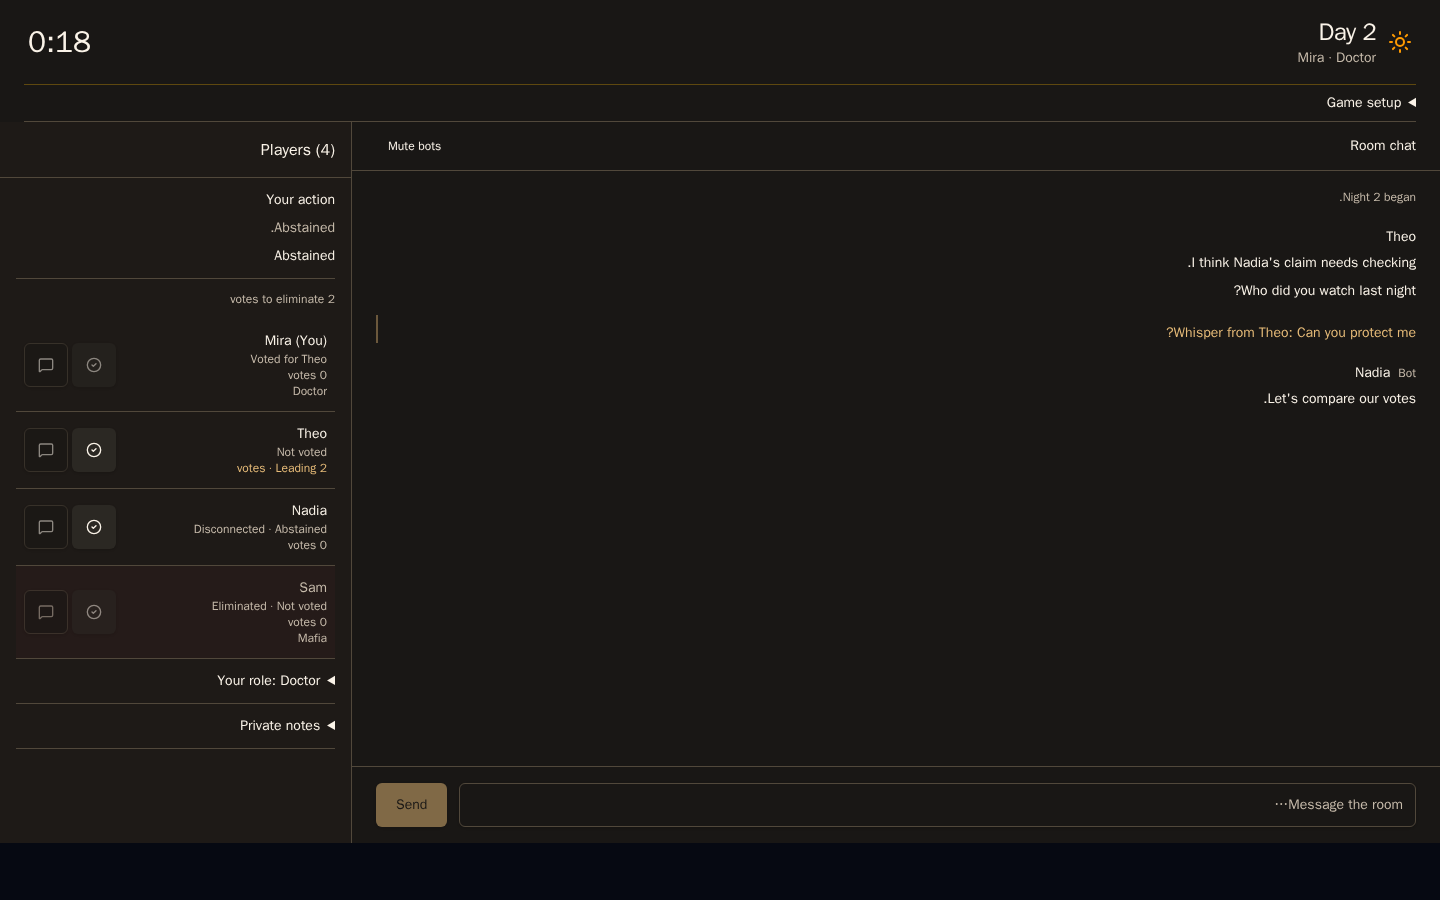 0:18
Day 2
Mira · Doctor
Game setup
Players (4)
Your action
.Abstained
Abstained
votes to eliminate 2
Mira (You)
Voted for Theo
votes 0
Doctor
Theo
Not voted
votes · Leading 2
Nadia
Disconnected · Abstained
votes 0
Sam
Eliminated · Not voted
votes 0
Mafia
Your role: Doctor
Private notes
Mute bots
Room chat
.Night 2 began
Theo
.I think Nadia's claim needs checking
?Who did you watch last night
?Whisper from Theo: Can you protect me
Nadia Bot
.Let's compare our votes
Send
…Message the room